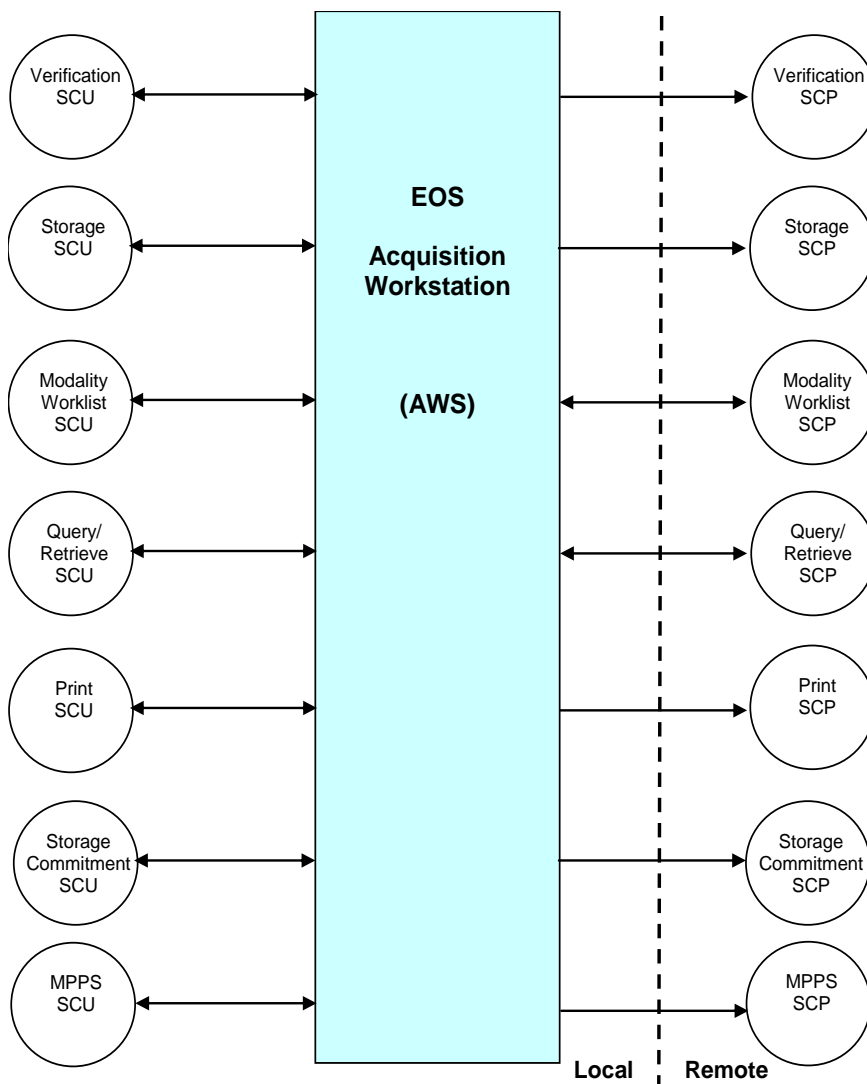 Verification
SCU
Verification
SCP
EOS
Acquisition
Workstation
(AWS)
Storage
SCU
Storage
SCP
Modality
Worklist
SCU
Modality
Worklist
SCP
Query/
Retrieve
SCU
Query/
Retrieve
SCP
Print
SCU
Print
SCP
Storage
Commitment
SCU
Storage
Commitment
SCP
MPPS
SCU
MPPS
SCP
Local
Remote